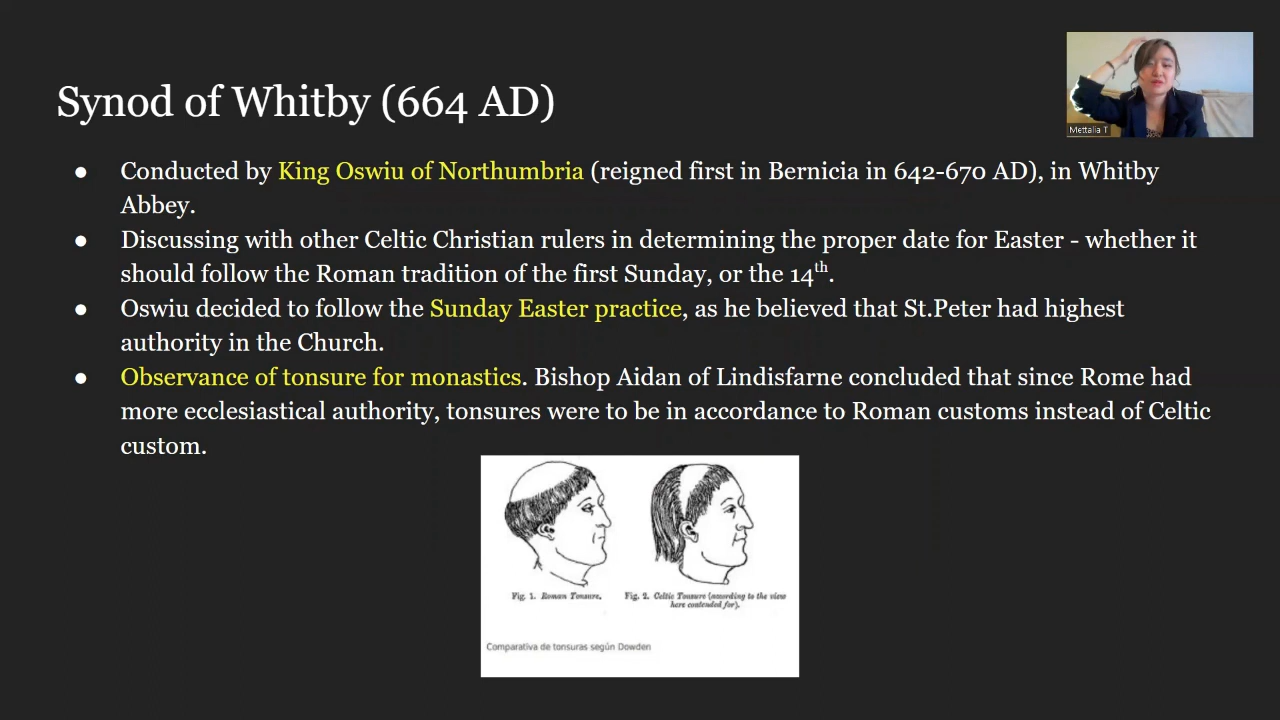 Synod of Whitby (664 AD)
Mettalia T
● Conducted by King Oswiu of Northumbria (reigned first in Bernicia in 642-670 AD), in Whitby
Abbey.
● Discussing with other Celtic Christian rulers in determining the proper date for Easter - whether it
should follow the Roman tradition of the first Sunday, or the 14th.
● Oswiu decided to follow the Sunday Easter practice, as he believed that St.Peter had highest
authority in the Church.
● Observance of tonsure for monastics. Bishop Aidan of Lindisfarne concluded that since Rome had
more ecclesiastical authority, tonsures were to be in accordance to Roman customs instead of Celtic
custom.
Fig. 1. Roman Tonsure.
Fig. 2. Celtic Tonsure (according to the view
here contended for).
Comparativa de tonsuras según Dowden